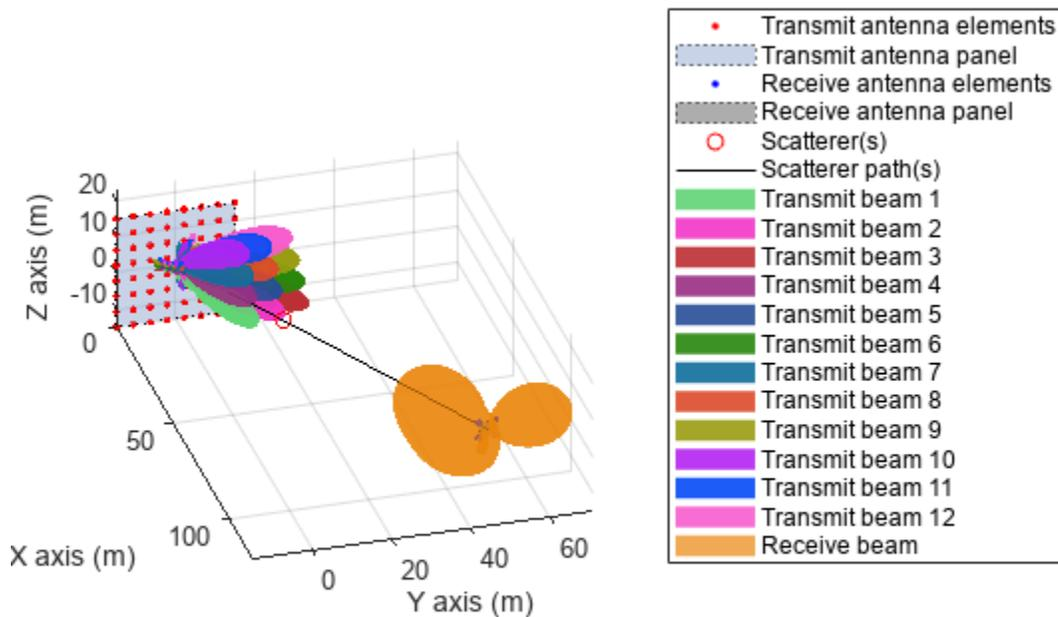 20
10
0
-10
Z axis (m)
0
50
100
X axis (m)
0
20
40
60
Y axis (m)
Transmit antenna elements
Transmit antenna panel
Receive antenna elements
Receive antenna panel
Scatterer(s)
Scatterer path(s)
Transmit beam 1
Transmit beam 2
Transmit beam 3
Transmit beam 4
Transmit beam 5
Transmit beam 6
Transmit beam 7
Transmit beam 8
Transmit beam 9
Transmit beam 10
Transmit beam 11
Transmit beam 12
Receive beam